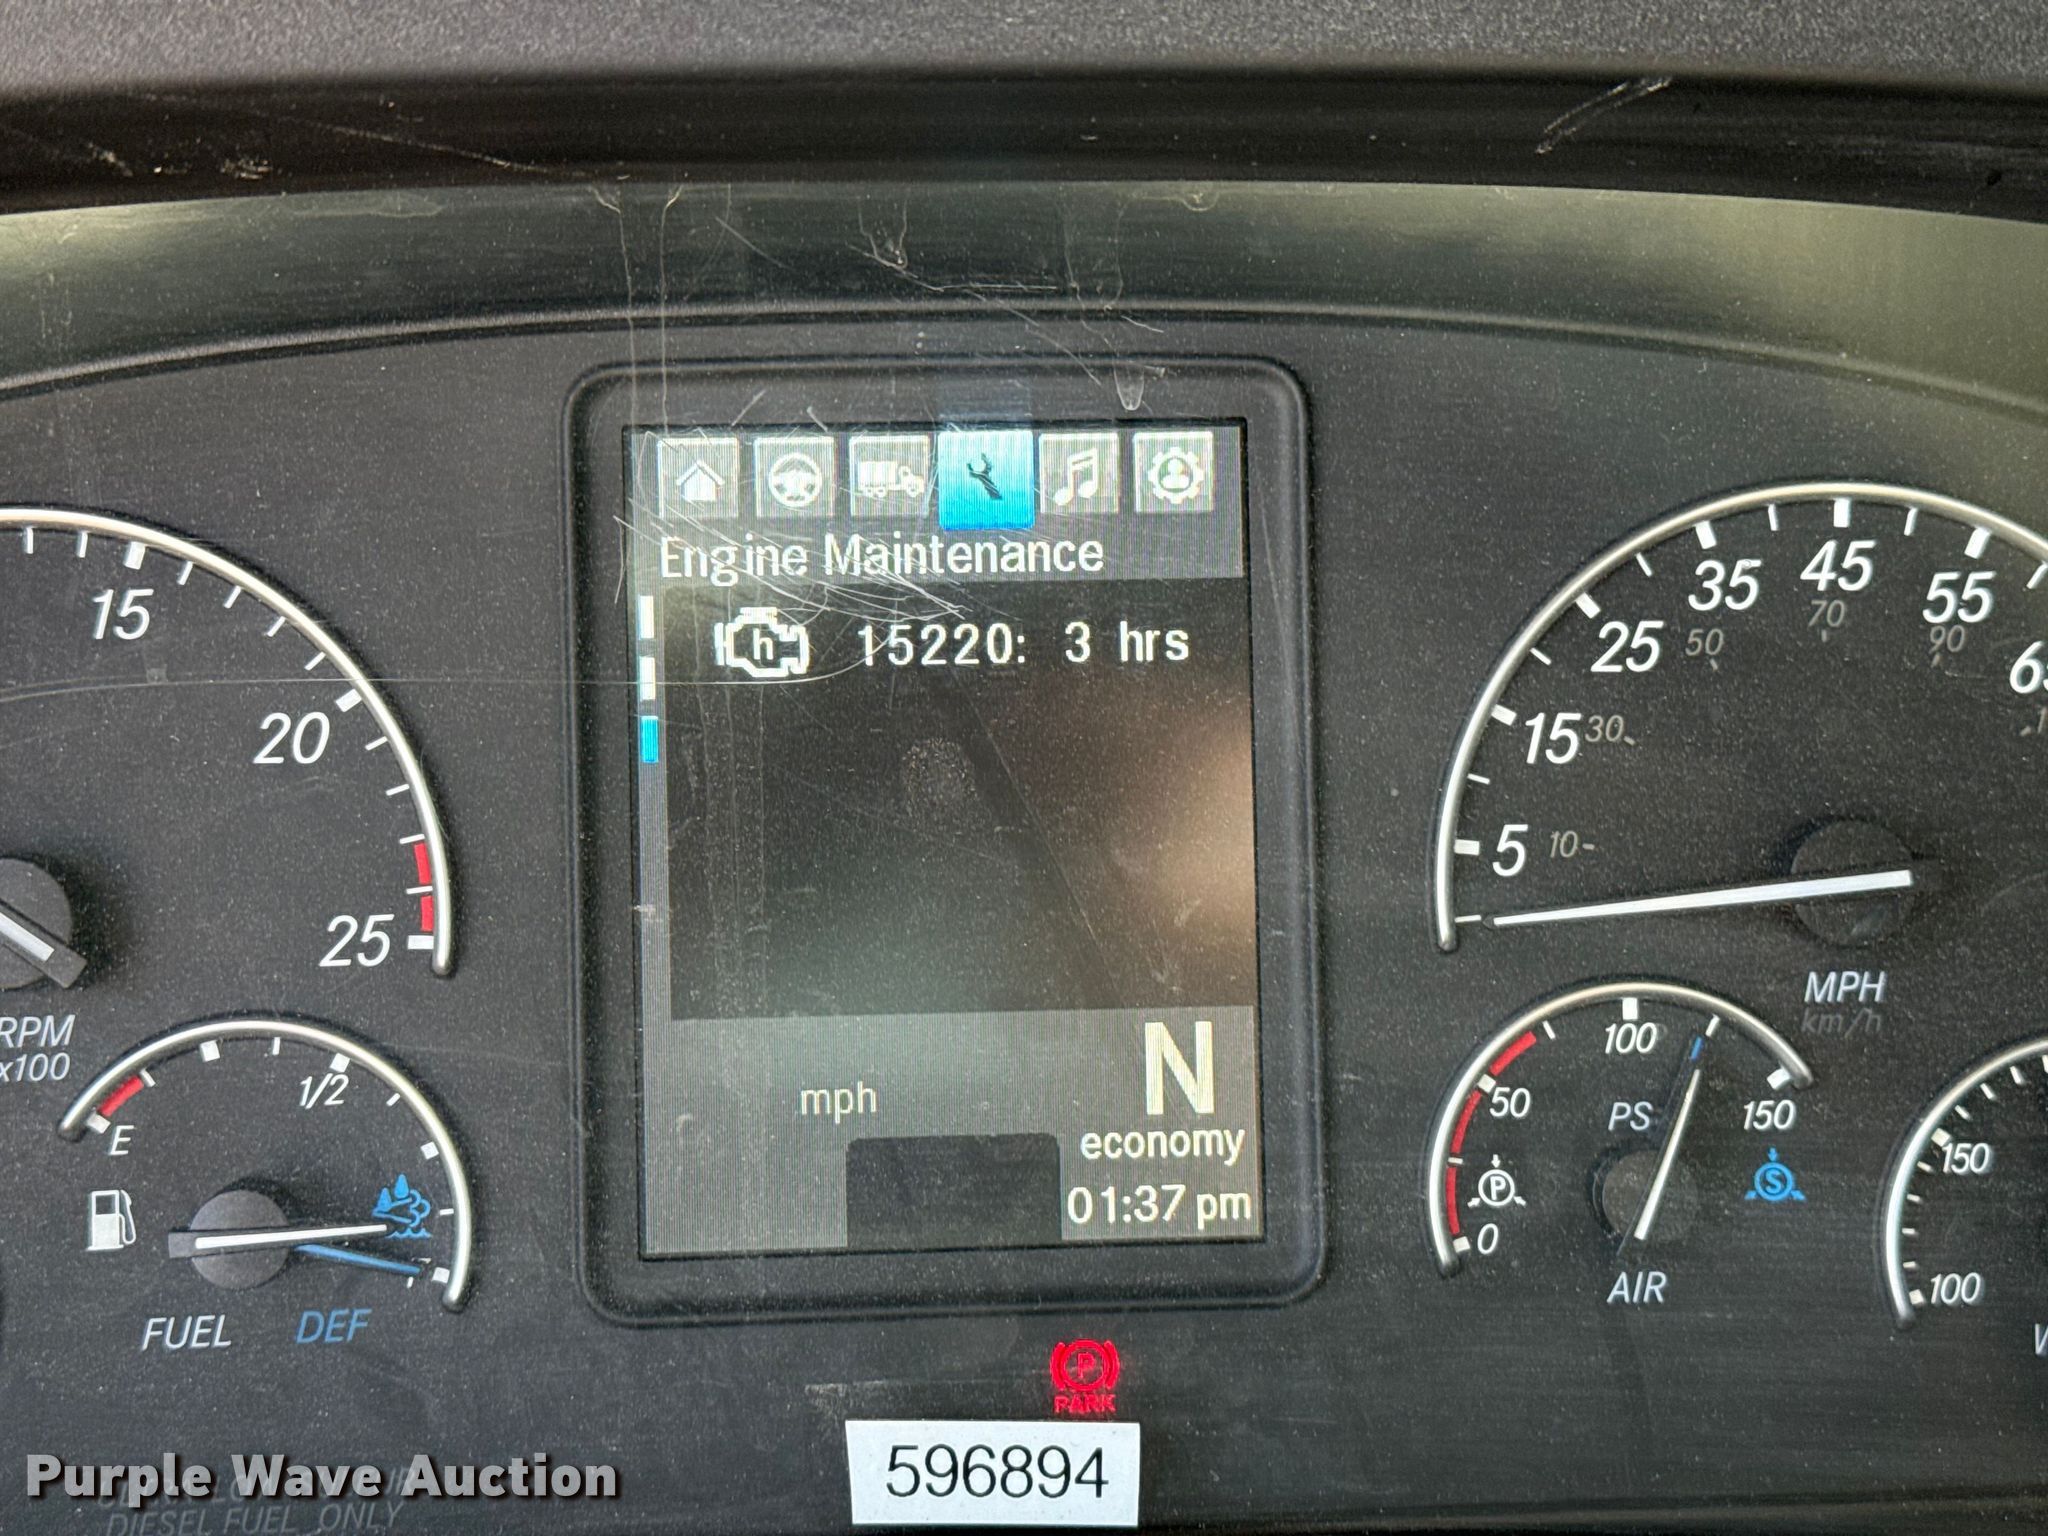 Engine Maintenance
h 15220: 3 hrs
mph
N
economy
01:37 pm
15
20
25
RPM
x100
E
1/2
FUEL
DEF
5
15
25
35
45
55
10
30
50
70
90
MPH
km/h
0
50
100
150
PS
P
S
AIR
150
100
PARK
596894
DIESEL FUEL ONLY
Purple Wave Auction